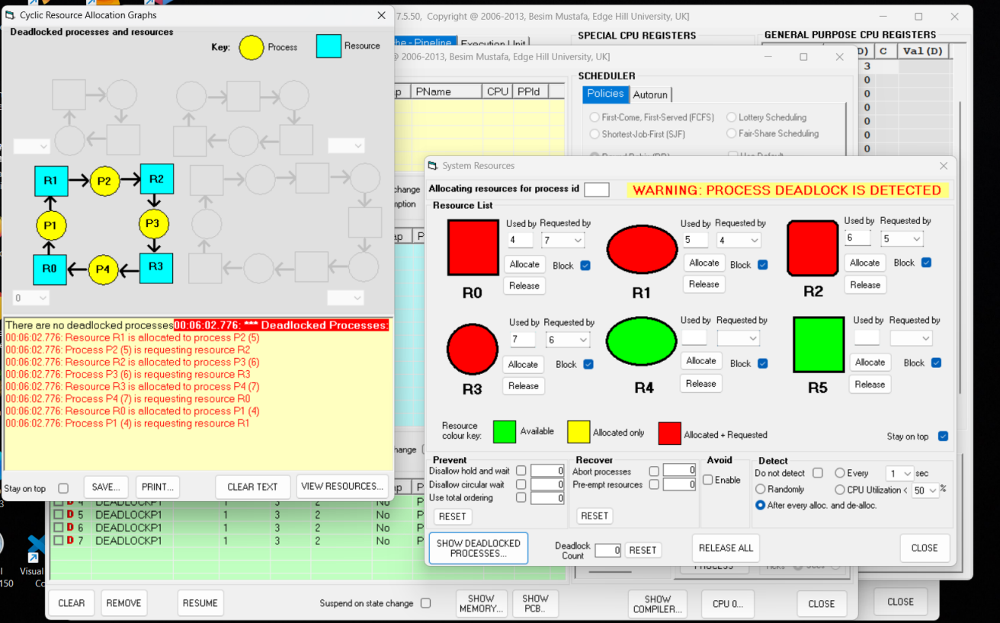 Cyclic Resource Allocation Graphs
Deadlocked processes and resources
Key:
Process
Resource
R1
P2
R2
P1
P3
R0
P4
R3
0
There are no deadlocked processes00:06:02.776: *** Deadlocked Processes:
00:06:02.776: Resource R1 is allocated to process P2 (5)
00:06:02.776: Process P2 (5) is requesting resource R2
00:06:02.776: Resource R2 is allocated to process P3 (6)
00:06:02.776: Process P3 (6) is requesting resource R3
00:06:02.776: Resource R3 is allocated to process P4 (7)
00:06:02.776: Process P4 (7) is requesting resource R0
00:06:02.776: Resource R0 is allocated to process P1 (4)
00:06:02.776: Process P1 (4) is requesting resource R1
Stay on top
SAVE...
PRINT...
CLEAR TEXT
VIEW RESOURCES...
7.5.50, Copyright @ 2006-2013, Besim Mustafa, Edge Hill University, UK]
Pipeline
Execution Unit
SPECIAL CPU REGISTERS
GENERAL PURPOSE CPU REGISTERS
C
Val (D)
3
0
0
0
0
0
0
@ 2006-2013, Besim Mustafa, Edge Hill University, UK]
PName
CPU
PPId
SCHEDULER
Policies
Autorun
First-Come, First-Served (FCFS)
Lottery Scheduling
Shortest-Job-First (SJF)
Fair-Share Scheduling
System Resources
Allocating resources for process id
WARNING: PROCESS DEADLOCK IS DETECTED
Resource List
Used by Requested by
4 7
Allocate
Block
Release
R0
Used by Requested by
5 4
Allocate
Block
Release
R1
Used by Requested by
6 5
Allocate
Block
Release
R2
Used by Requested by
7 6
Allocate
Block
Release
R3
Used by Requested by
Allocate
Block
Release
R4
Used by Requested by
Allocate
Block
Release
R5
Resource
colour key:
Available
Allocated only
Allocated + Requested
Stay on top
Prevent
Disallow hold and wait 0
Disallow circular wait 0
Use total ordering 0
RESET
Recover
Abort processes 0
Pre-empt resources 0
RESET
Avoid
Enable
Detect
Do not detect
Every 1 sec
Randomly
CPU Utilization < 50 %
After every alloc. and de-alloc.
SHOW DEADLOCKED
PROCESSES...
Deadlock
Count
0
RESET
RELEASE ALL
CLOSE
D 4 DEADLOCKP1 1 3 2 No P
D 5 DEADLOCKP1 1 3 2 No P
D 6 DEADLOCKP1 1 3 2 No P
D 7 DEADLOCKP1 1 3 2 No P
CLEAR
REMOVE
RESUME
Suspend on state change
SHOW
MEMORY...
SHOW
PCB..
SHOW
COMPILER...
CPU 0...
CLOSE
CLOSE
Visual
150